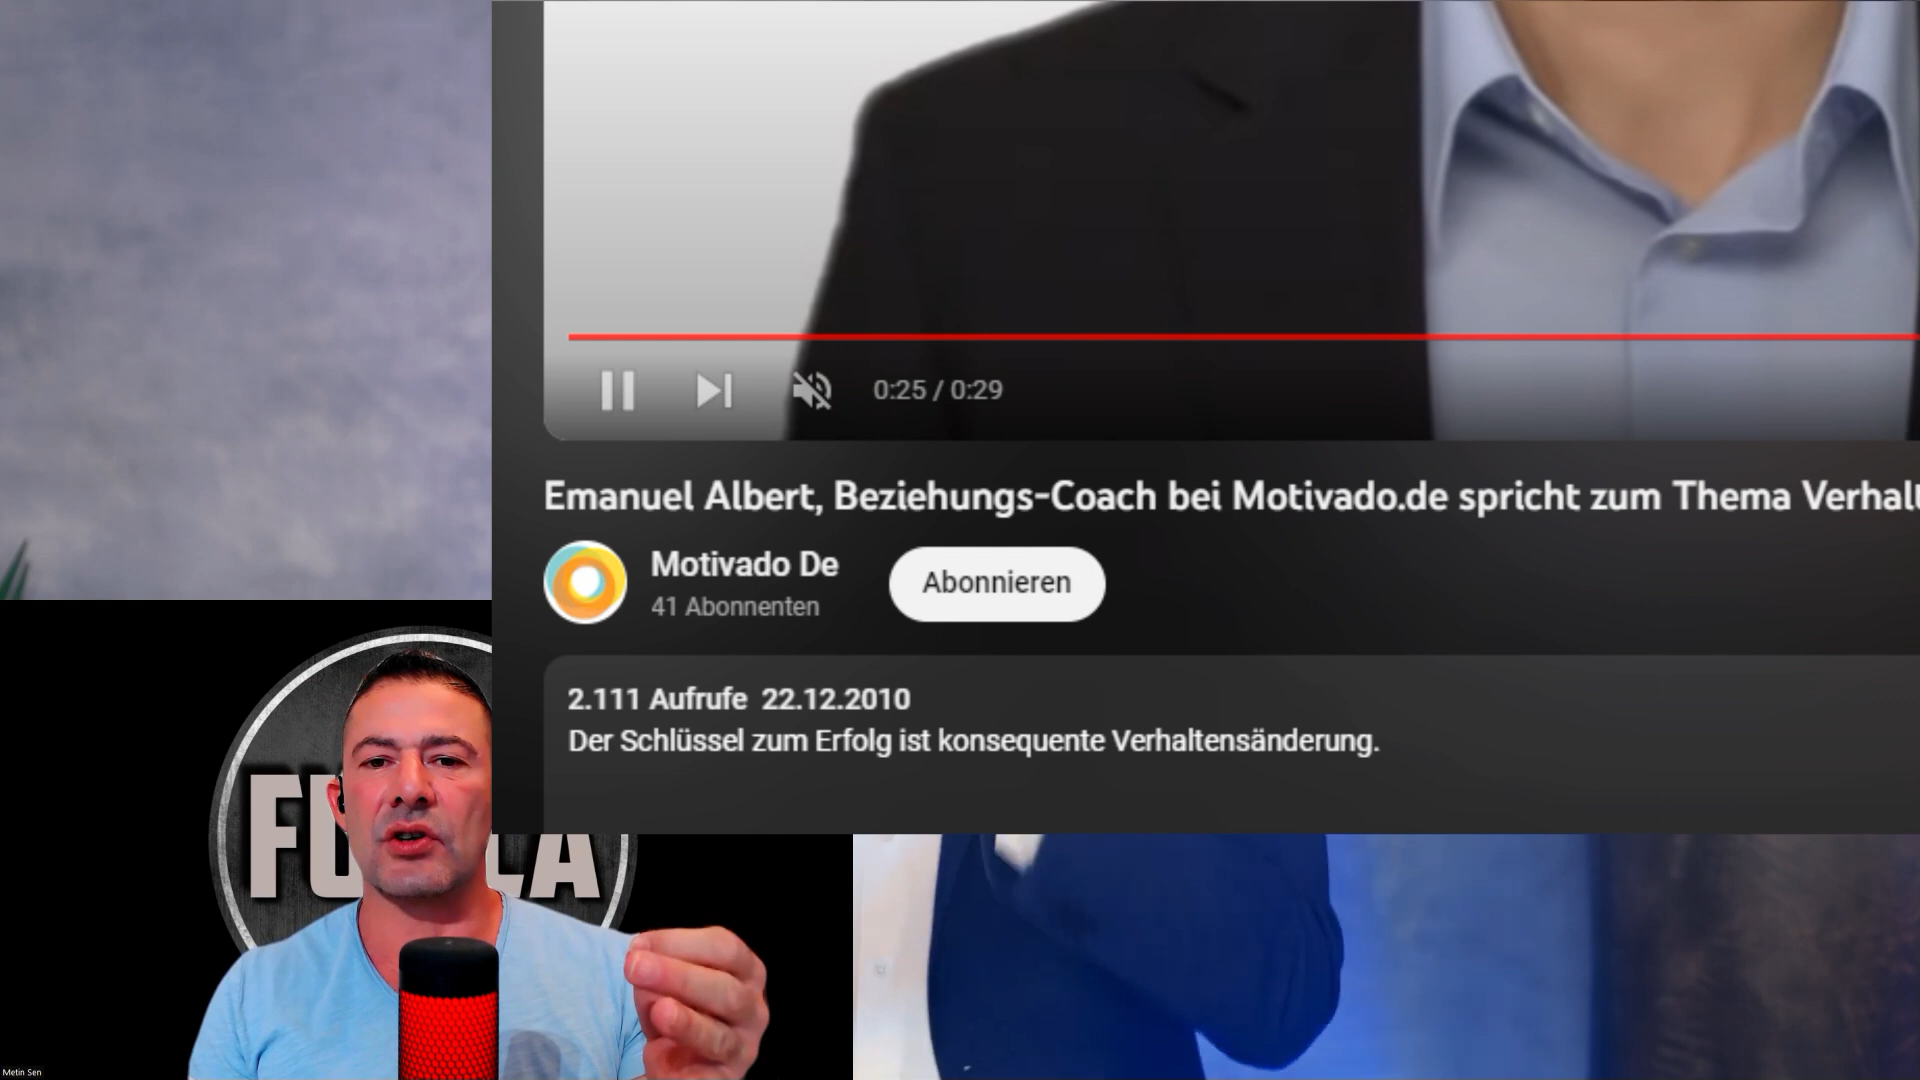 0:25 / 0:29
Emanuel Albert, Beziehungs-Coach bei Motivado.de spricht zum Thema
Motivado De
41 Abonnenten
Abonnieren
2.111 Aufrufe 22.12.2010
Der Schlüssel zum Erfolg ist konsequente Verhaltensänderung.
Metin Sen